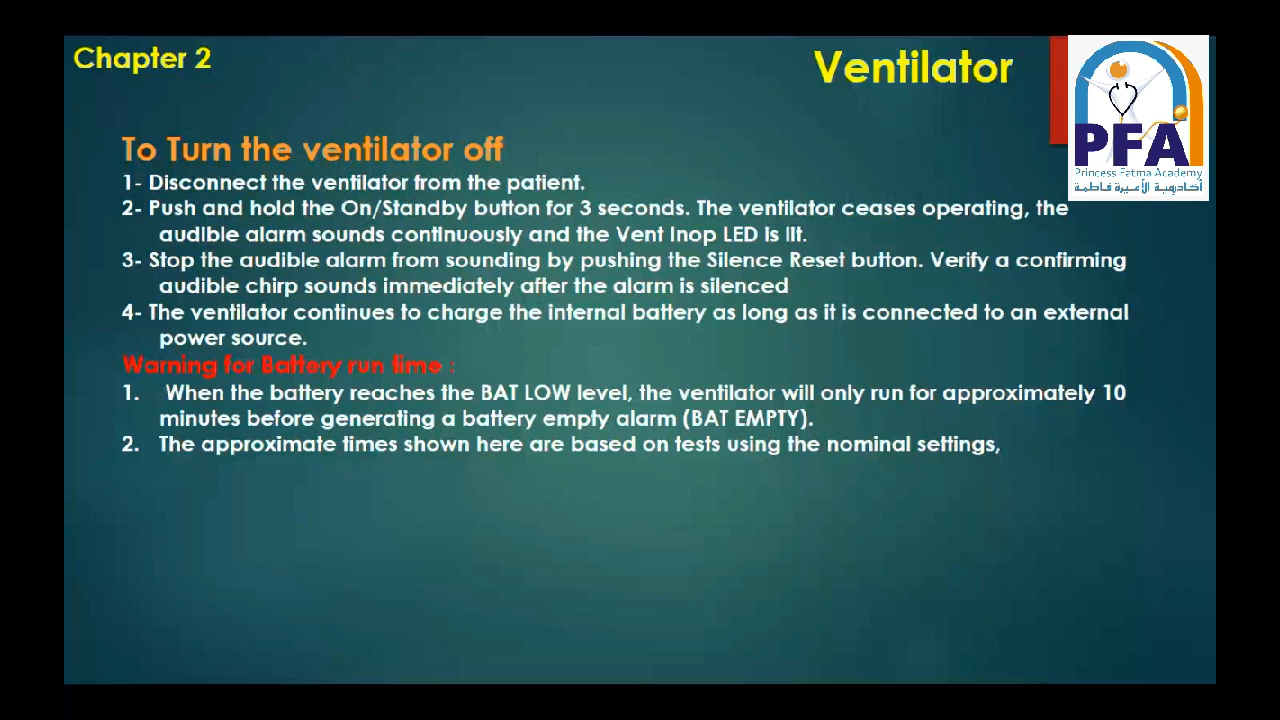 Chapter 2
Ventilator
PFA
Princess Fatma Academy
أكاديمية الأميرة فاطمة
To Turn the ventilator off
1- Disconnect the ventilator from the patient.
2- Push and hold the On/Standby button for 3 seconds. The ventilator ceases operating, the
audible alarm sounds continuously and the Vent Inop LED is lit.
3- Stop the audible alarm from sounding by pushing the Silence Reset button. Verify a confirming
audible chirp sounds immediately after the alarm is silenced
4- The ventilator continues to charge the internal battery as long as it is connected to an external
power source.
Warning for Battery run time :
1. When the battery reaches the BAT LOW level, the ventilator will only run for approximately 10
minutes before generating a battery empty alarm (BAT EMPTY).
2. The approximate times shown here are based on tests using the nominal settings,